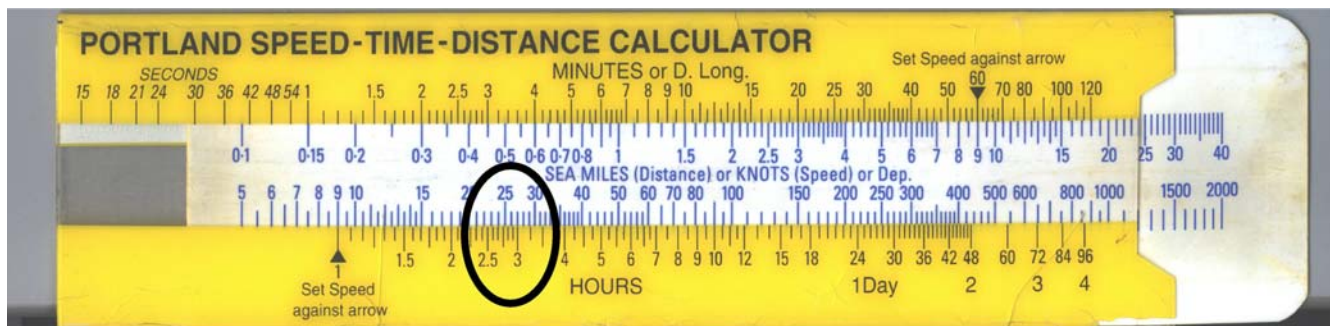 PORTLAND SPEED-TIME-DISTANCE CALCULATOR
SECONDS
MINUTES or D. Long.
Set Speed against arrow
15 18 21 24 30 36 42 48 54 1 1.5 2 2.5 3 4 5 6 7 8 9 10 15 20 25 30 40 50 60 70 80 100 120
0·1 0·15 0·2 0·3 0·4 0·5 0·6 0·7 0·8 1 1.5 2 2.5 3 4 5 6 7 8 9 10 15 20 25 30 40
SEA MILES (Distance) or KNOTS (Speed) or Dep.
5 6 7 8 9 10 15 20 25 30 40 50 60 70 80 100 150 200 250 300 400 500 600 800 1000 1500 2000
1 1.5 2 2.5 3 4 5 6 7 8 9 10 12 15 18 24 30 36 42 48 60 72 84 96
Set Speed
against arrow
HOURS
1Day 2 3 4